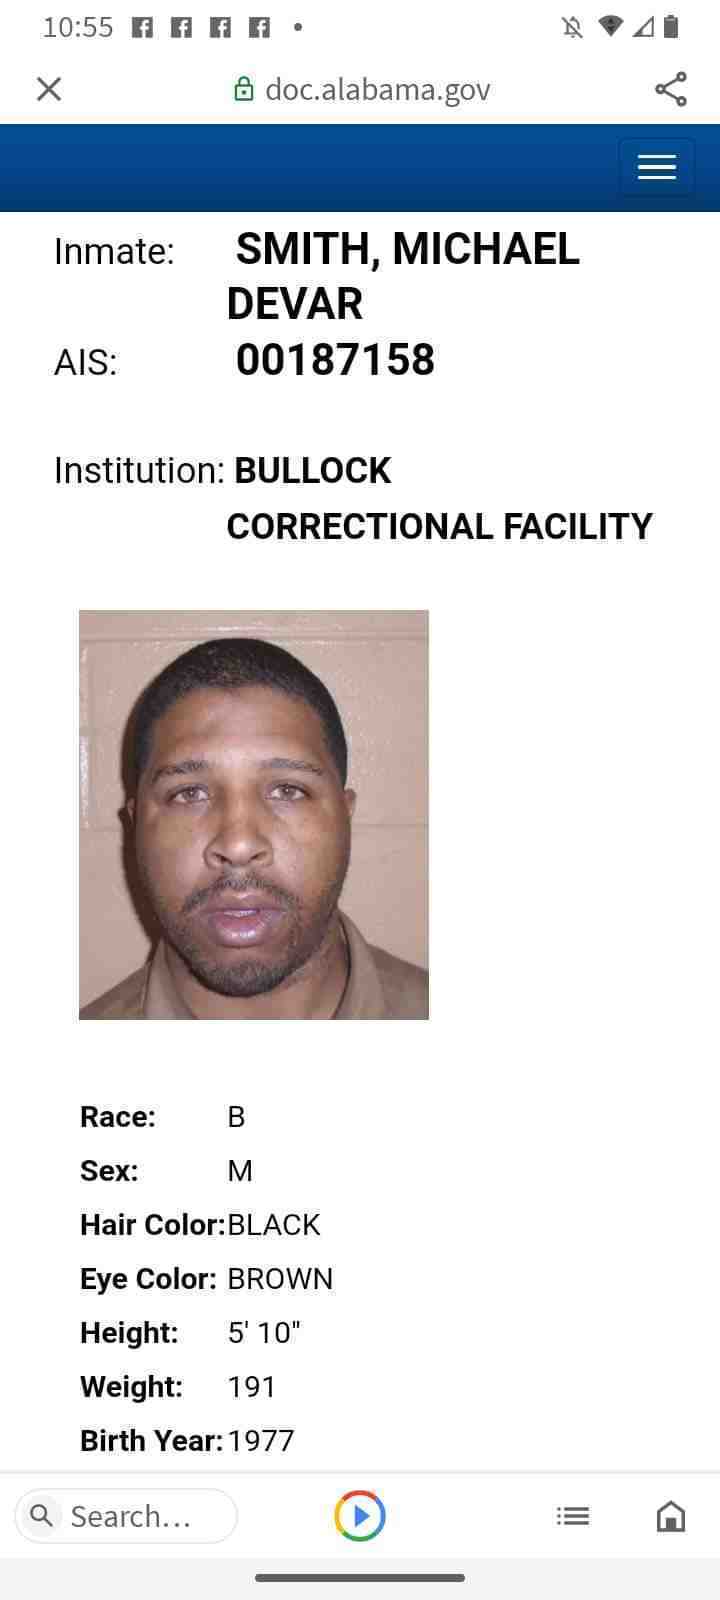 10:55
doc.alabama.gov
Inmate: SMITH, MICHAEL
DEVAR
AIS: 00187158
Institution: BULLOCK
CORRECTIONAL FACILITY
Race: B
Sex: M
Hair Color: BLACK
Eye Color: BROWN
Height: 5' 10"
Weight: 191
Birth Year: 1977
Search...